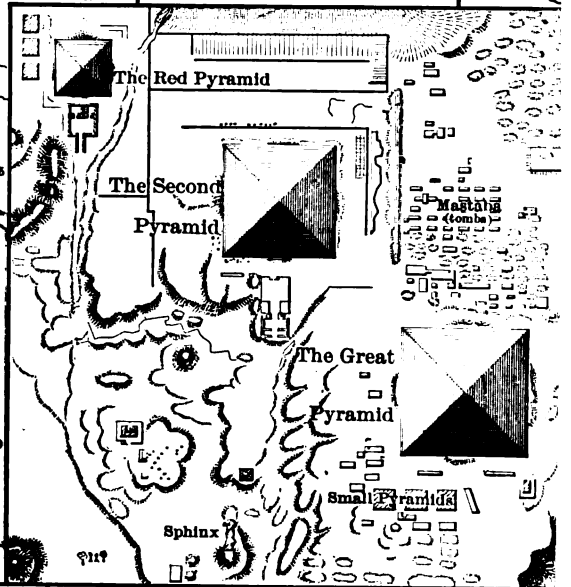 The Red Pyramid
The Second
Pyramid
Mastaba
(tombs)
The Great
Pyramid
Small Pyramids
Sphinx